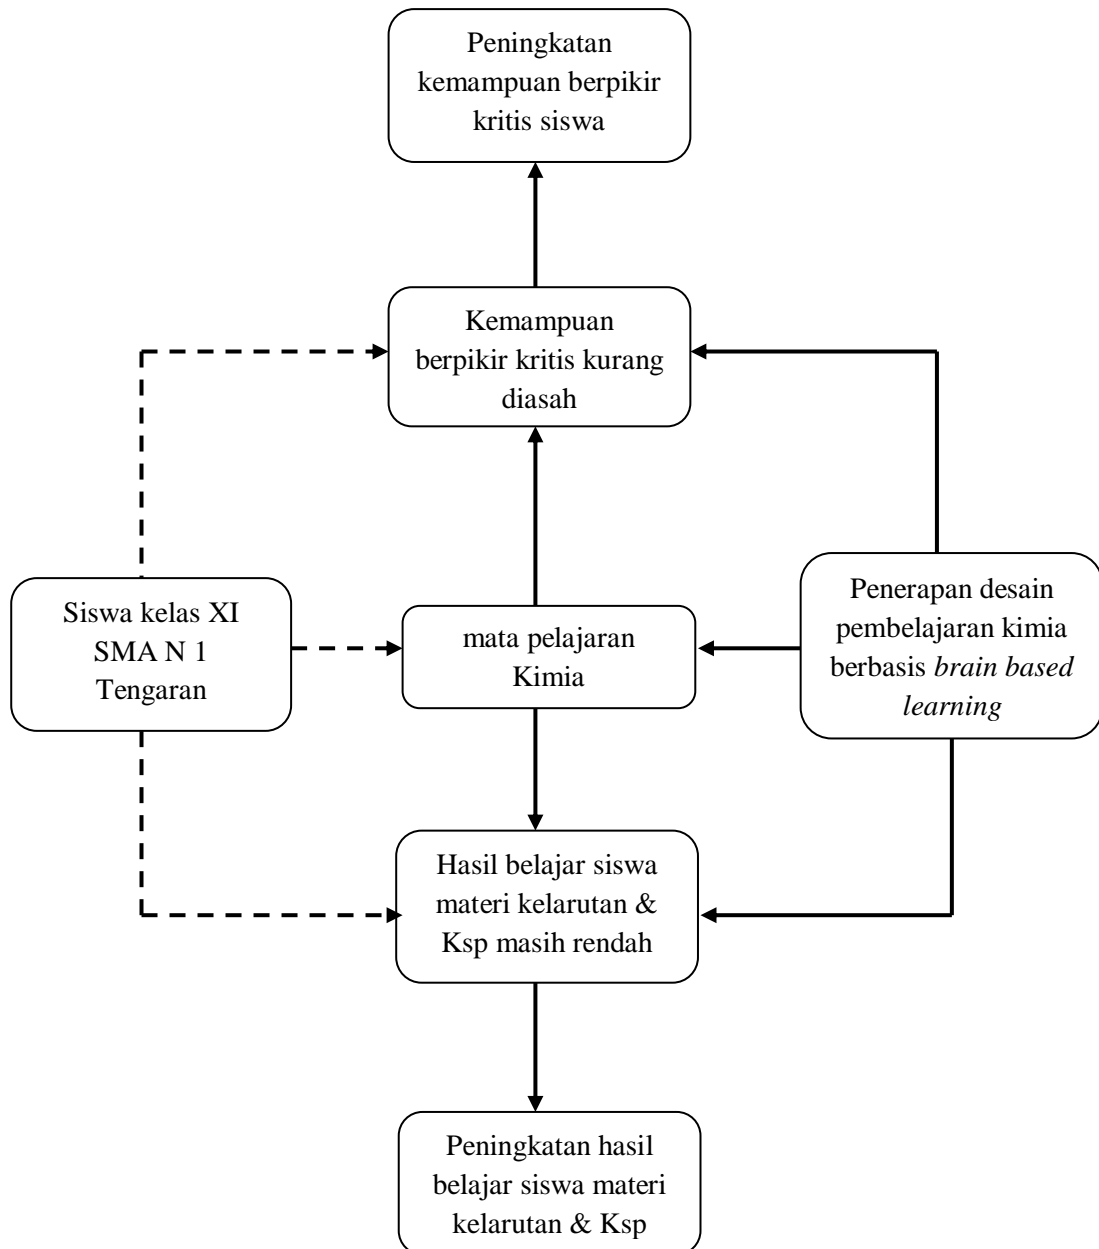 Peningkatan
kemampuan berpikir
kritis siswa
Kemampuan
berpikir kritis kurang
diasah
Siswa kelas XI
SMA N 1
Tengaran
mata pelajaran
Kimia
Penerapan desain
pembelajaran kimia
berbasis brain based
learning
Hasil belajar siswa
materi kelarutan &
Ksp masih rendah
Peningkatan hasil
belajar siswa materi
kelarutan & Ksp